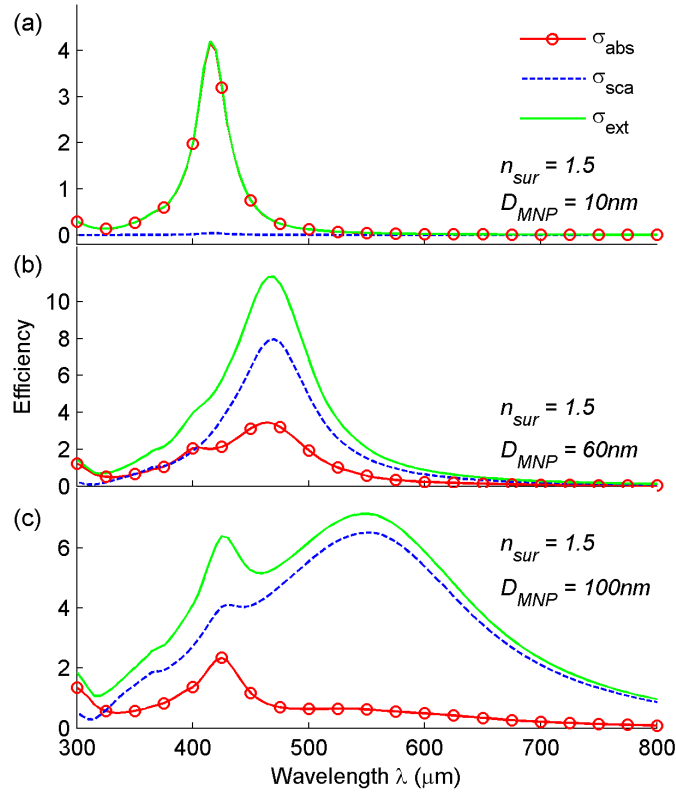 (a)
4
3
2
1
0
σabs
σsca
σext
nsur = 1.5
DMNP = 10nm
(b)
10
8
6
4
2
0
Efficiency
nsur = 1.5
DMNP = 60nm
(c)
6
4
2
0
nsur = 1.5
DMNP = 100nm
300 400 500 600 700 800
Wavelength λ (μm)